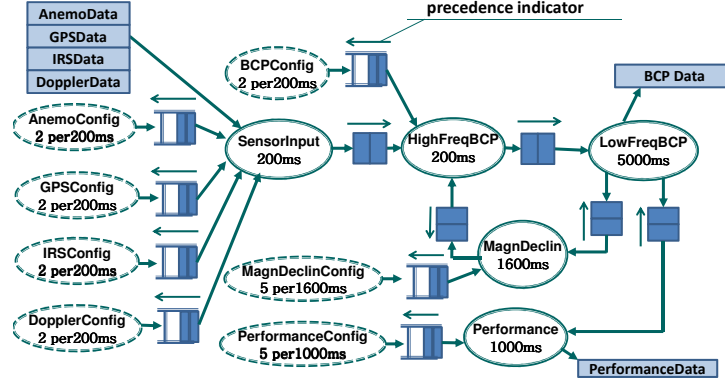 precedence indicator
AnemoData
GPSData
IRSData
DopplerData
BCPConfig
2 per200ms
BCP Data
AnemoConfig
2 per200ms
SensorInput
200ms
HighFreqBCP
200ms
LowFreqBCP
5000ms
GPSConfig
2 per200ms
IRSConfig
2 per200ms
MagnDeclin
1600ms
MagnDeclinConfig
5 per1600ms
DopplerConfig
2 per200ms
PerformanceConfig
5 per1000ms
Performance
1000ms
PerformanceData